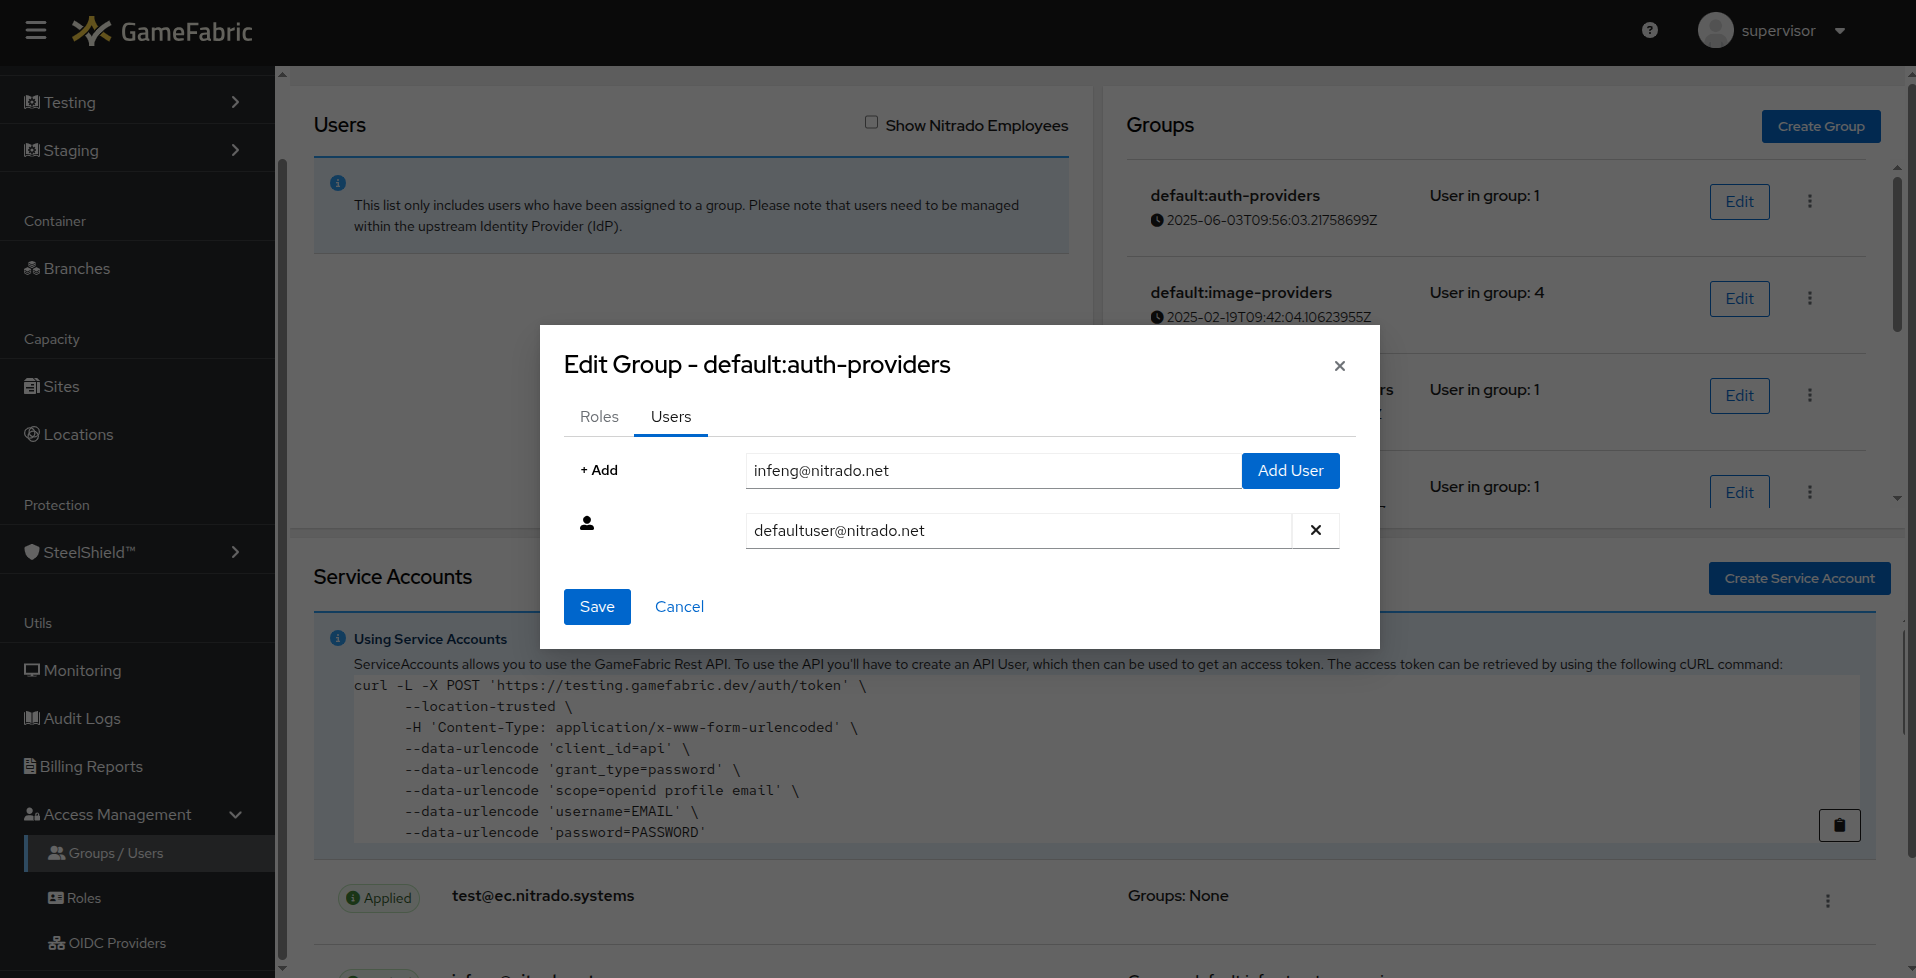 GameFabric
supervisor
Testing
Staging
Container
Branches
Capacity
Sites
Locations
Protection
SteelShield™
Utils
Monitoring
Audit Logs
Billing Reports
Access Management
Groups / Users
Roles
OIDC Providers
Users
Show Nitrado Employees
This list only includes users who have been assigned to a group. Please note that users need to be managed
within the upstream Identity Provider (IdP).
Groups
Create Group
default:auth-providers
User in group: 1
Edit
2025-06-03T09:56:03.21758699Z
default:image-providers
User in group: 4
Edit
2025-02-19T09:42:04.10623955Z
rs
User in group: 1
Edit
User in group: 1
Edit
Edit Group - default:auth-providers
Roles
Users
+ Add
infeng@nitrado.net
Add User
defaultuser@nitrado.net
Save
Cancel
Service Accounts
Create Service Account
Using Service Accounts
ServiceAccounts allows you to use the GameFabric Rest API. To use the API you'll have to create an API User, which then can be used to get an access token. The access token can be retrieved by using the following cURL command:
curl -L -X POST 'https://testing.gamefabric.dev/auth/token' \
--location-trusted \
-H 'Content-Type: application/x-www-form-urlencoded' \
--data-urlencode 'client_id=api' \
--data-urlencode 'grant_type=password' \
--data-urlencode 'scope=openid profile email' \
--data-urlencode 'username=EMAIL' \
--data-urlencode 'password=PASSWORD'
Applied
test@ec.nitrado.systems
Groups: None